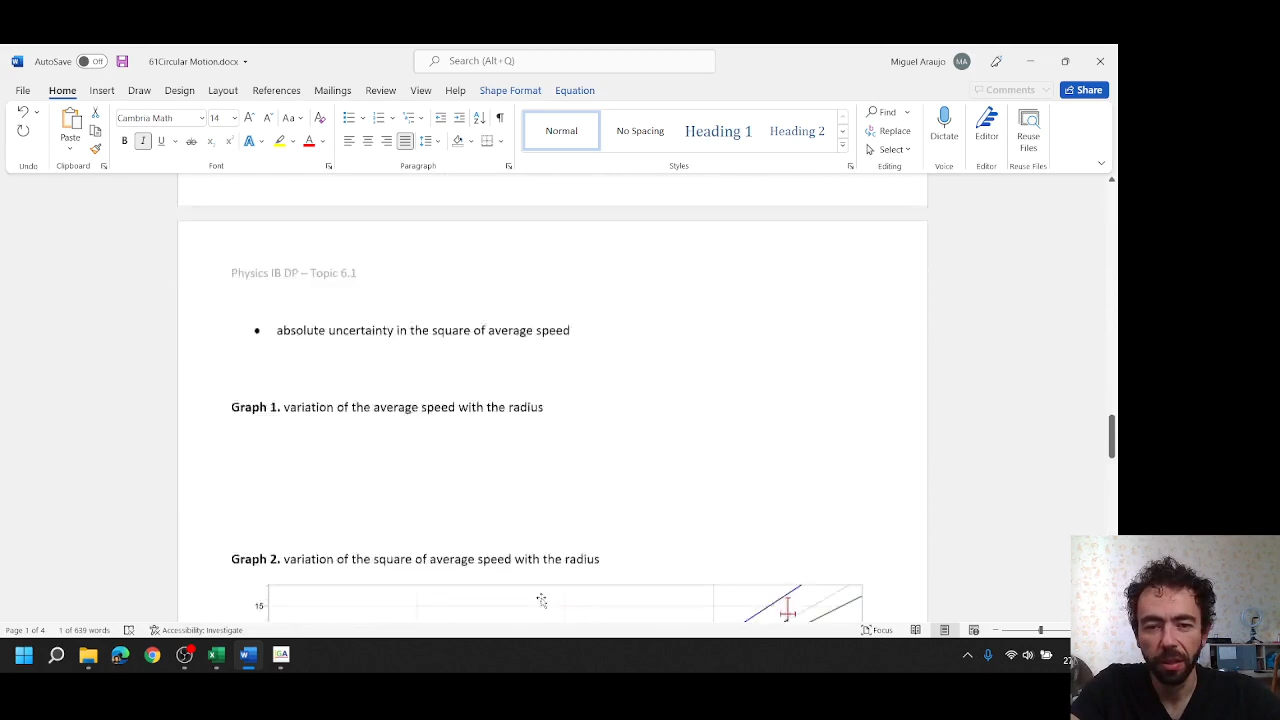 AutoSave Off 61Circular Motion.docx Search (Alt+Q) Miguel Araujo MA
File Home Insert Draw Design Layout References Mailings Review View Help Shape Format Equation Comments Share
Cambria Math 14 Aa Normal No Spacing Heading 1 Heading 2 Find
Paste Replace Dictate Editor Reuse Files
B I U ab x₂ x² A A Select
Undo Clipboard Font Paragraph Styles Editing Voice Editor Reuse Files
Physics IB DP – Topic 6.1
• absolute uncertainty in the square of average speed
Graph 1. variation of the average speed with the radius
Graph 2. variation of the square of average speed with the radius
15
Page 1 of 4 1 of 639 words Accessibility: Investigate Focus